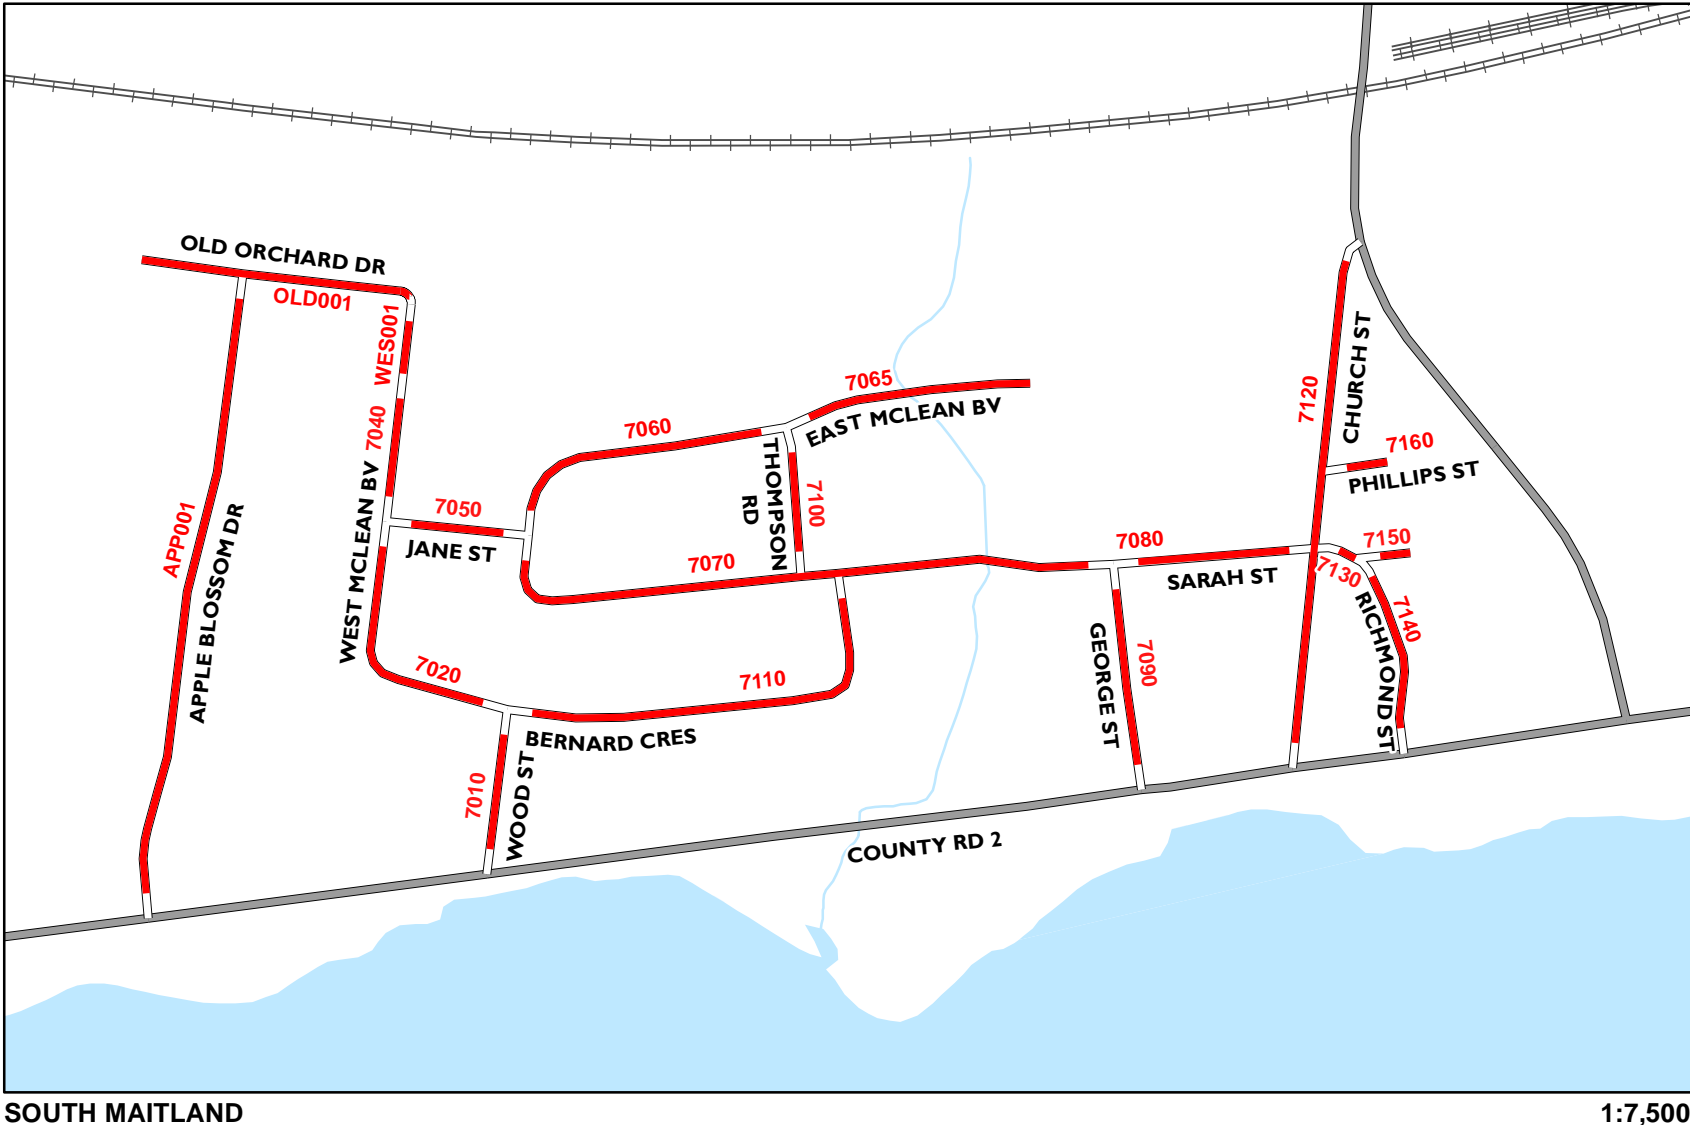 OLD ORCHARD DR
OLD001
WES001
7040
WEST MCLEAN BV
APP001
APPLE BLOSSOM DR
7050
JANE ST
7060
7065
EAST MCLEAN BV
THOMPSON
RD
7100
7070
7020
7110
BERNARD CRES
7010
WOOD ST
COUNTY RD 2
7080
SARAH ST
GEORGE ST
7090
7120
CHURCH ST
7160
PHILLIPS ST
7150
7130
7140
RICHMOND ST
SOUTH MAITLAND
1:7,500